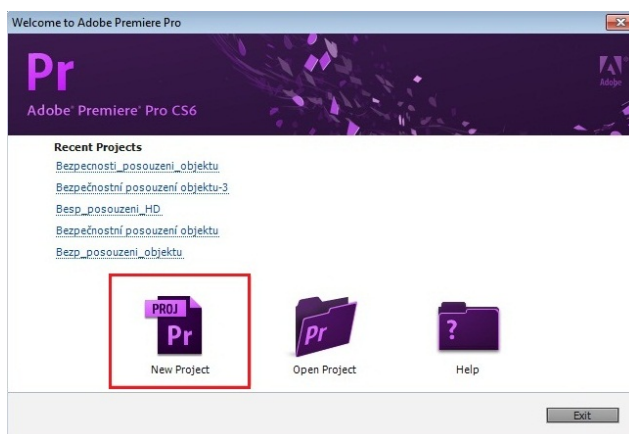 Welcome to Adobe Premiere Pro
Pr
Adobe® Premiere® Pro CS6
Adobe
Recent Projects
Bezpecnosti_posouzeni_objektu
Bezpečnostní posouzení objektu-3
Besp_posouzeni_HD
Bezpečnostní posouzení objektu
Bezp_posouzeni_objektu
PROJ
Pr
Pr
?
New Project
Open Project
Help
Exit